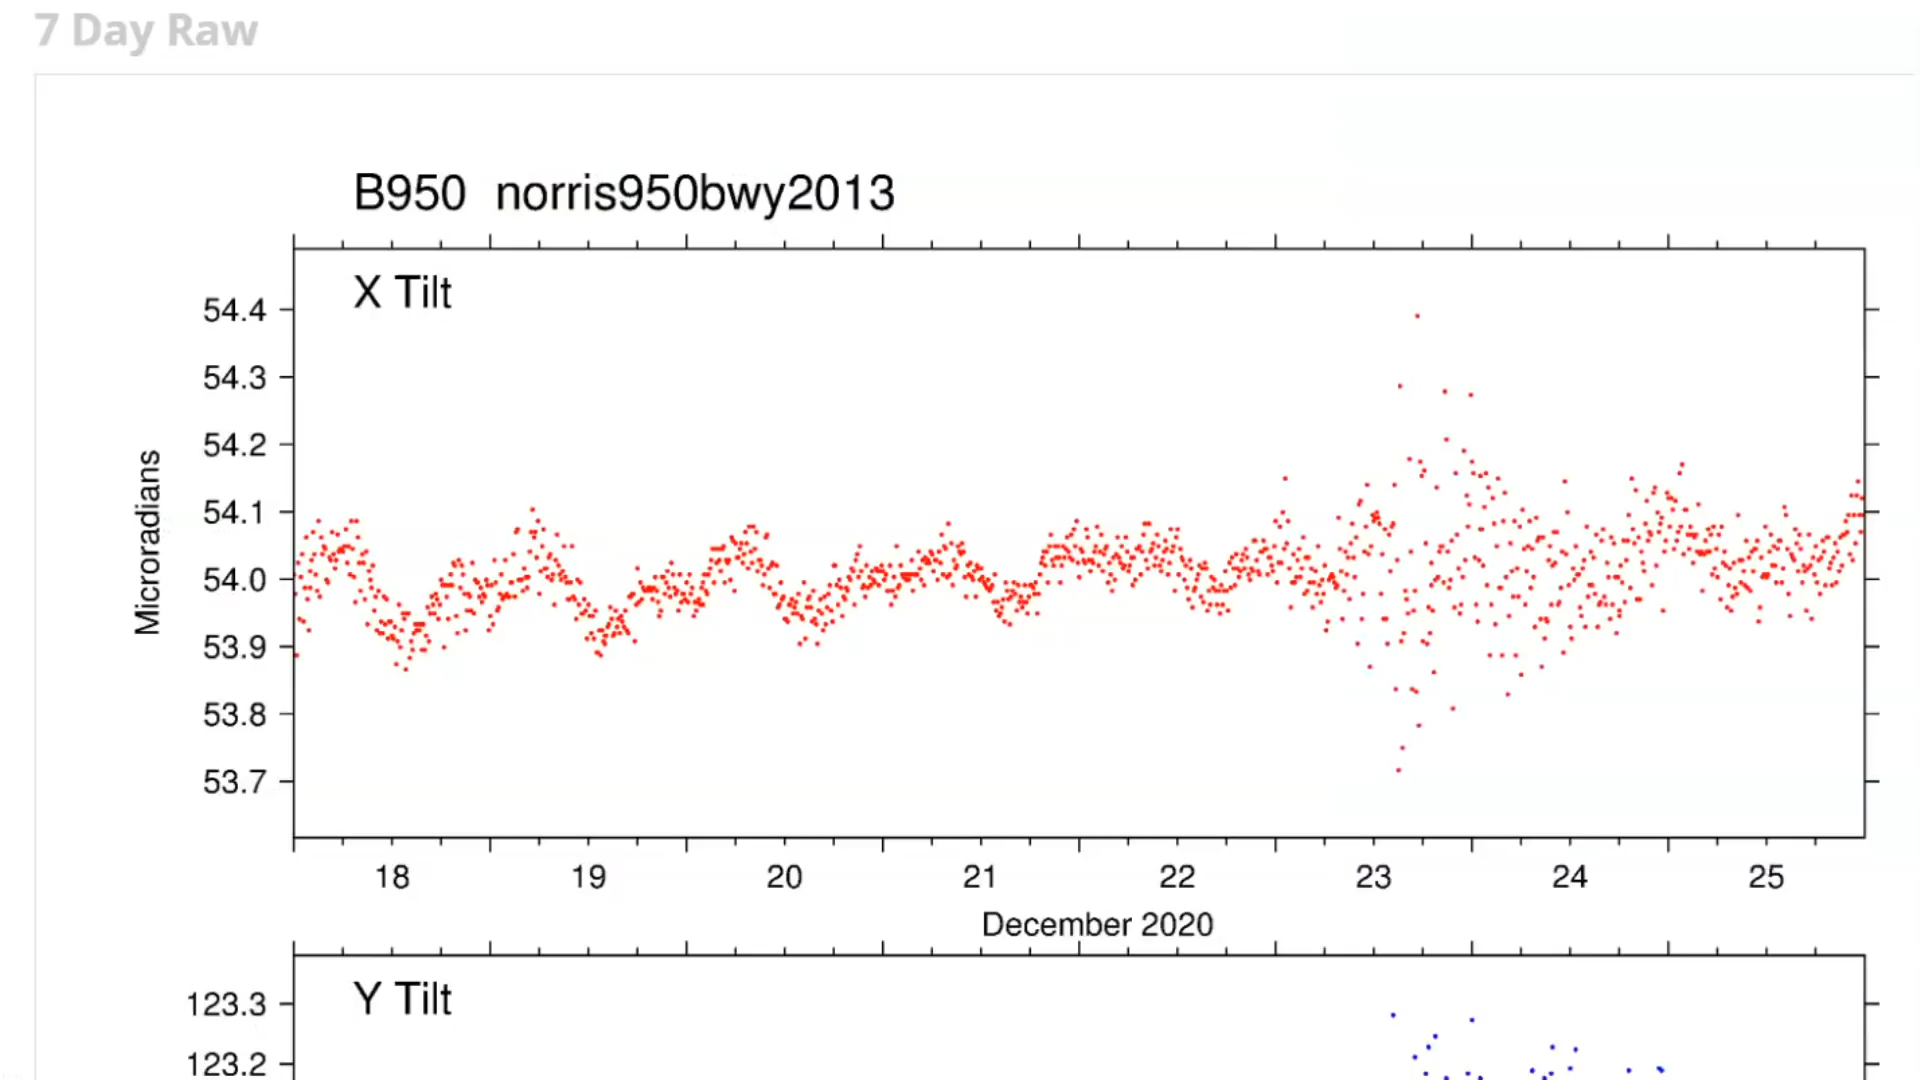 7 Day Raw
B950 norris950bwy2013
X Tilt
54.4
54.3
54.2
54.1
54.0
53.9
53.8
53.7
Microradians
18 19 20 21 22 23 24 25
December 2020
Y Tilt
123.3
123.2